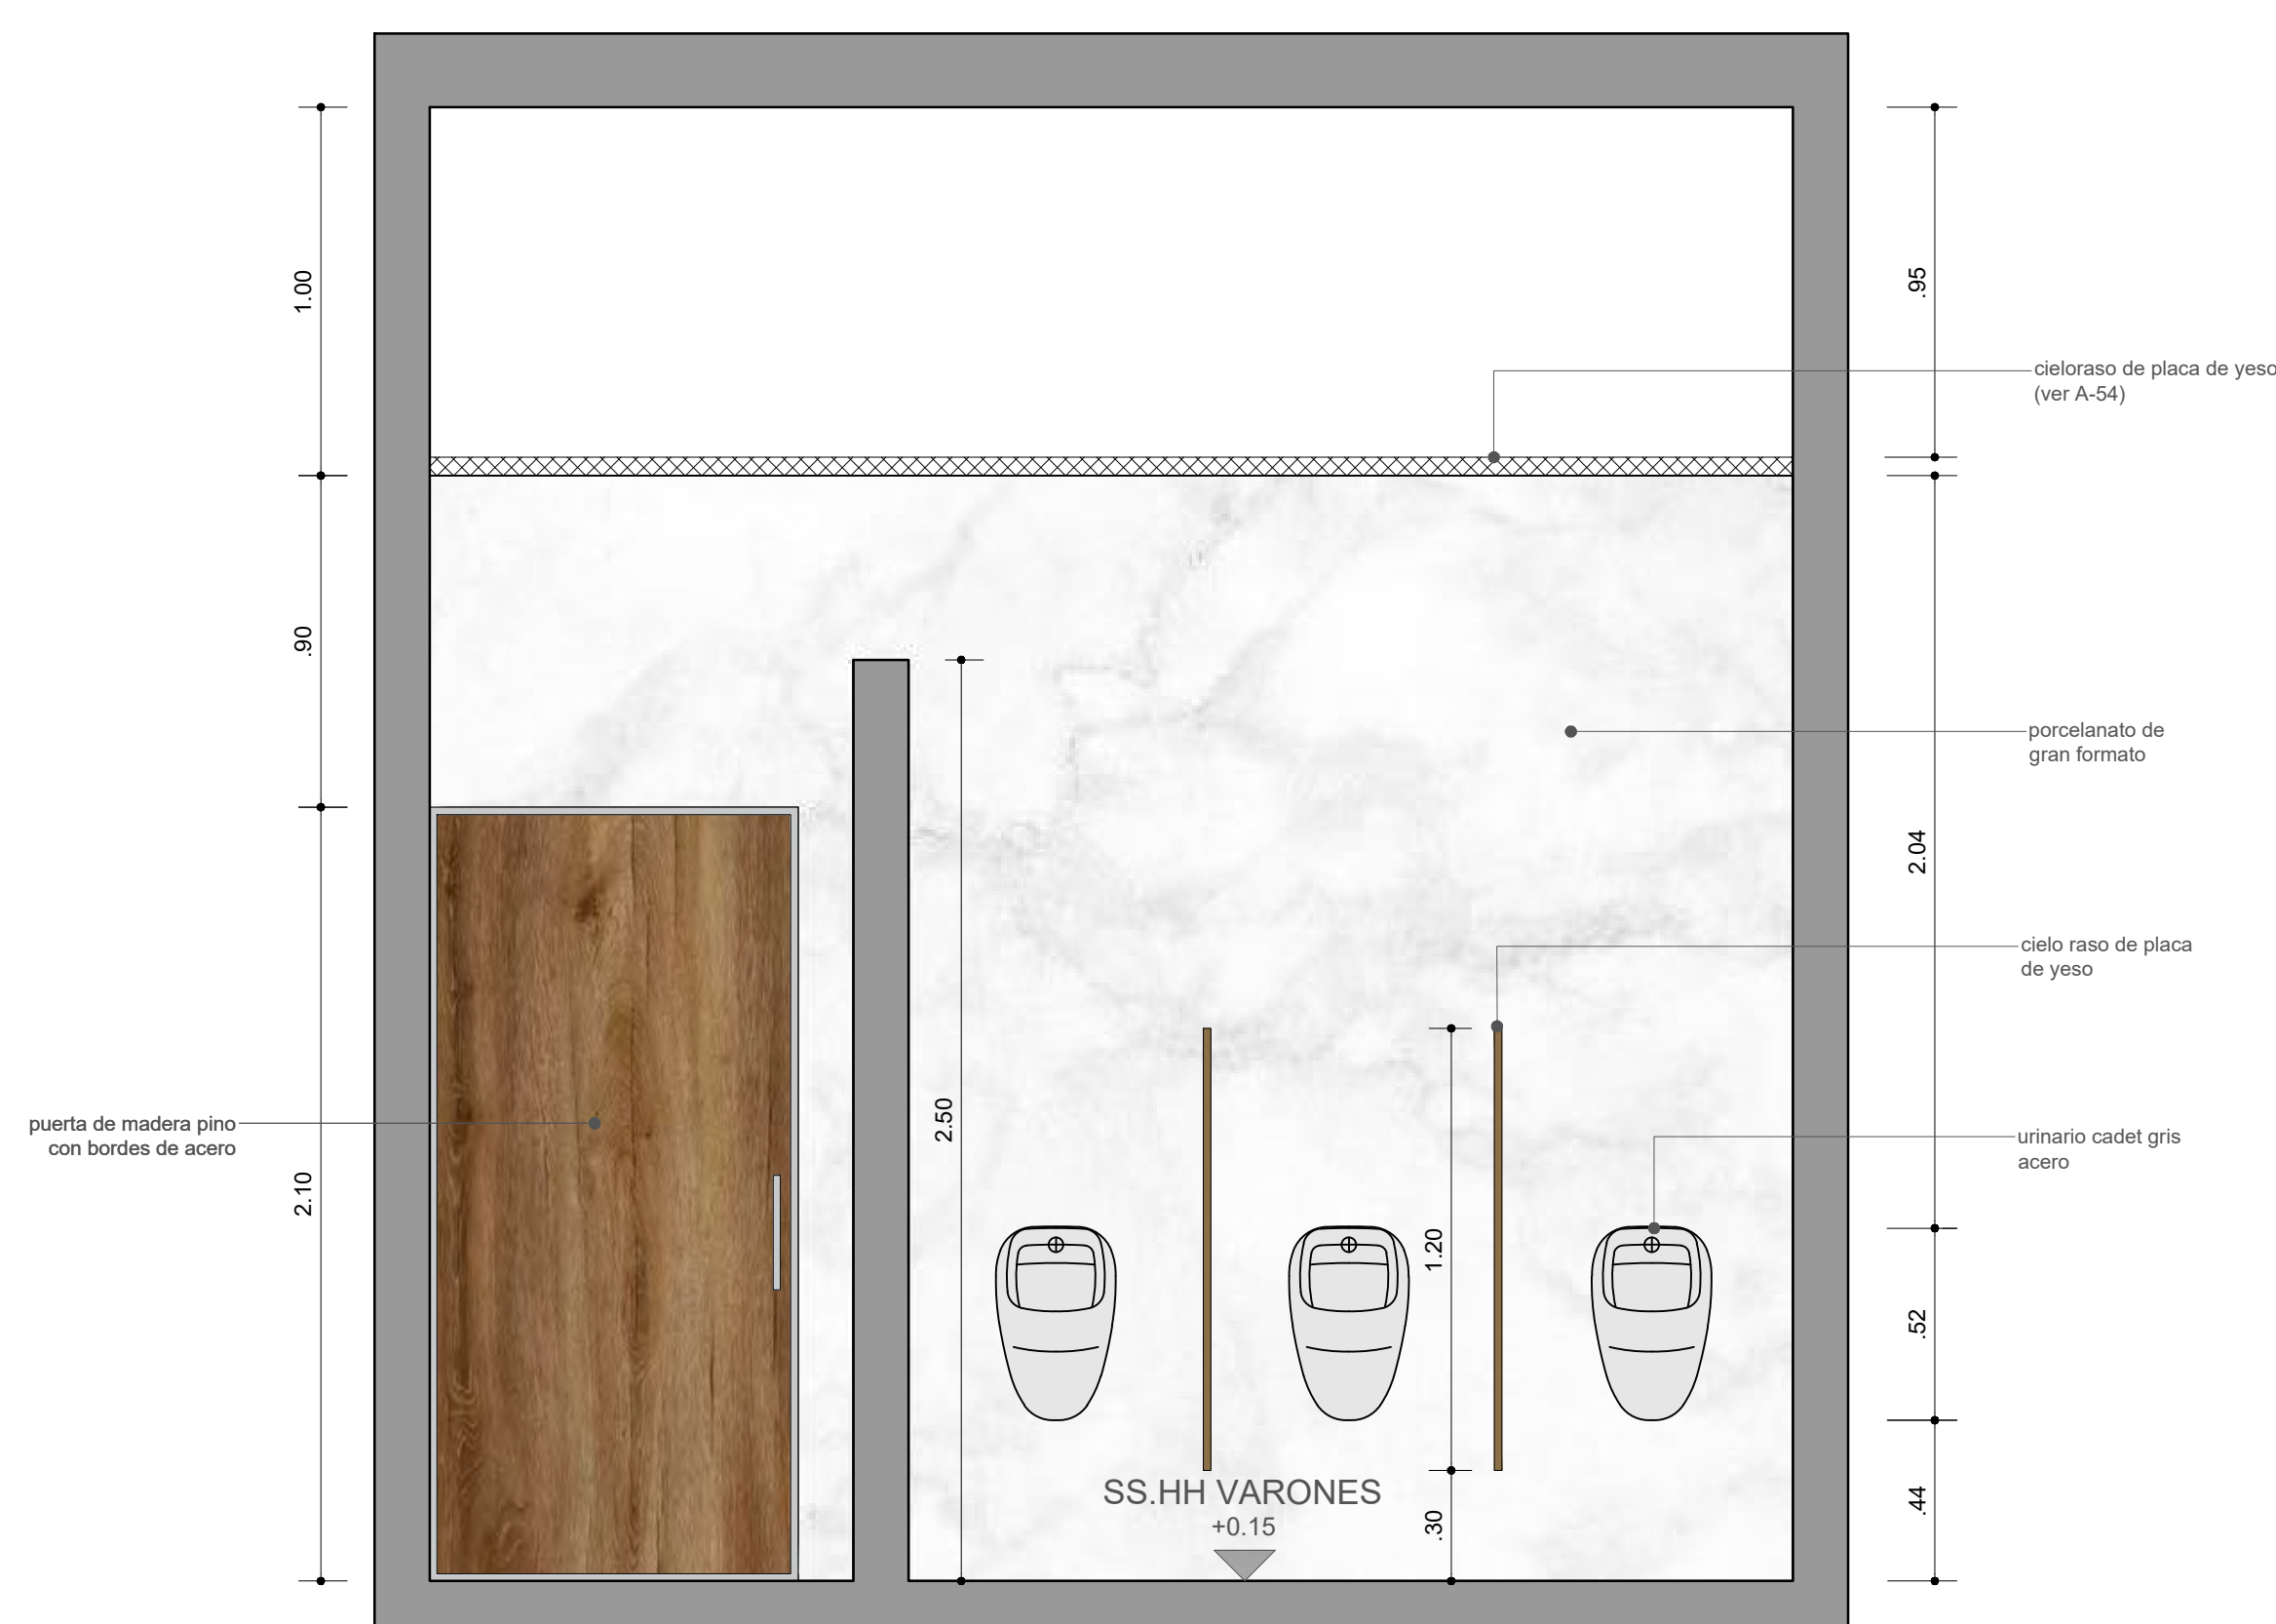 1.00
.95
cieloraso de placa de yeso
(ver A-54)
.90
porcelanato de
gran formato
2.04
cielo raso de placa
de yeso
puerta de madera pino
con bordes de acero
2.50
urinario cadet gris
acero
2.10
1.20
.52
SS.HH VARONES
+0.15
.30
.44